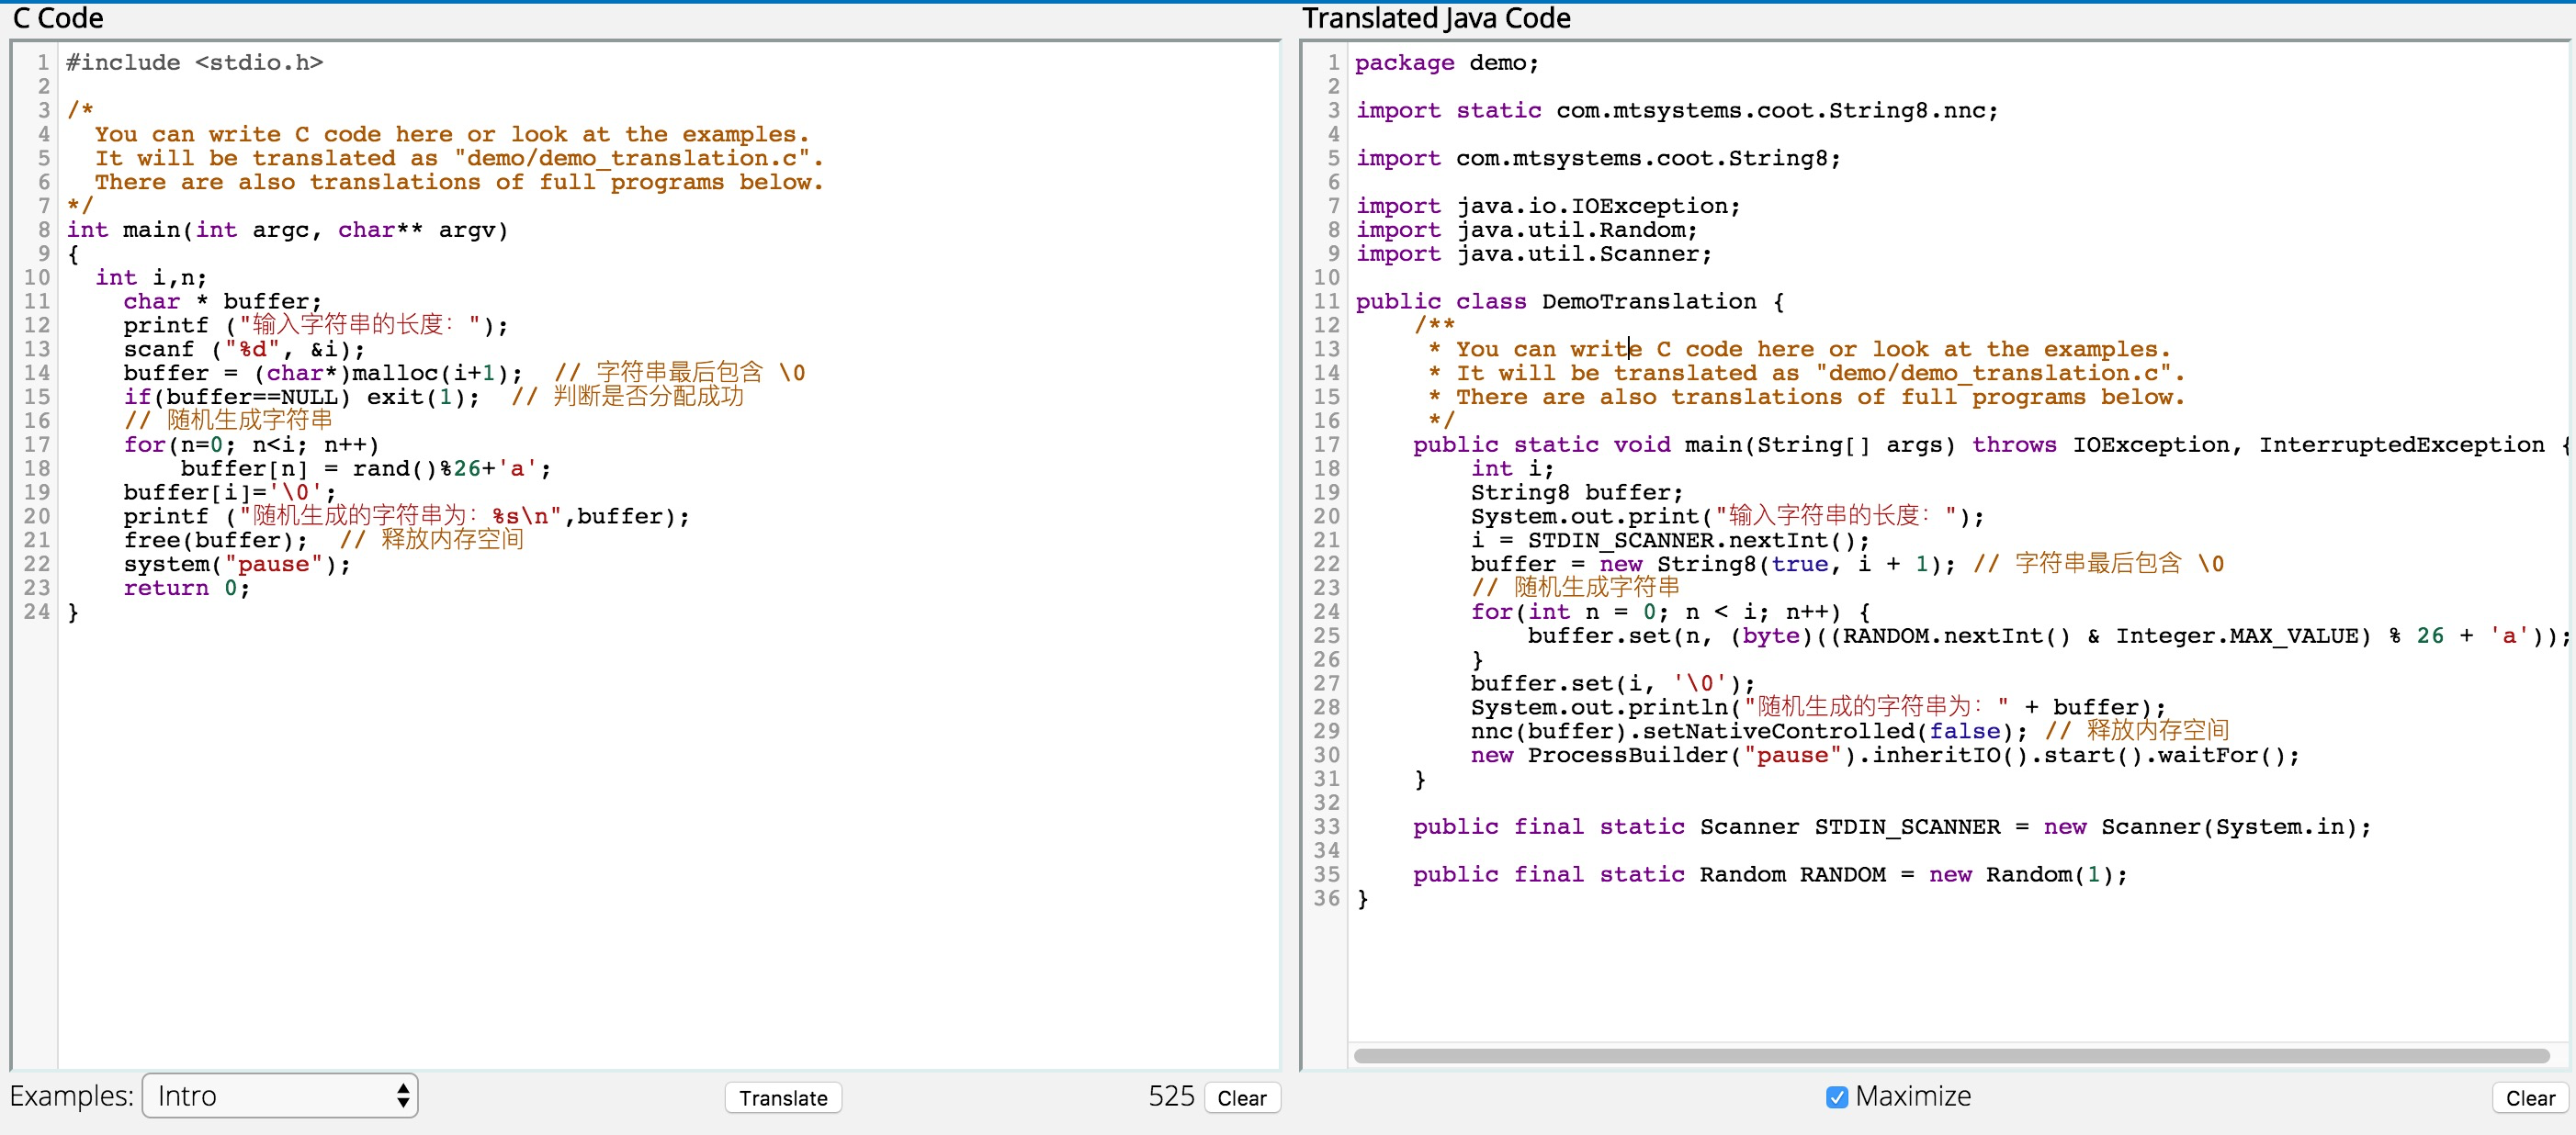 C Code
1 #include <stdio.h>
2
3 /*
4   You can write C code here or look at the examples.
5   It will be translated as "demo/demo_translation.c".
6   There are also translations of full programs below.
7 */
8 int main(int argc, char** argv)
9 {
10   int i,n;
11     char * buffer;
12     printf ("输入字符串的长度：");
13     scanf ("%d", &i);
14     buffer = (char*)malloc(i+1);  // 字符串最后包含 \0
15     if(buffer==NULL) exit(1);  // 判断是否分配成功
16     // 随机生成字符串
17     for(n=0; n<i; n++)
18         buffer[n] = rand()%26+'a';
19     buffer[i]='\0';
20     printf ("随机生成的字符串为：%s\n",buffer);
21     free(buffer);  // 释放内存空间
22     system("pause");
23     return 0;
24 }
Examples: Intro Translate 525 Clear
Translated Java Code
1 package demo;
2
3 import static com.mtsystems.coot.String8.nnc;
4
5 import com.mtsystems.coot.String8;
6
7 import java.io.IOException;
8 import java.util.Random;
9 import java.util.Scanner;
10
11 public class DemoTranslation {
12     /**
13      * You can write C code here or look at the examples.
14      * It will be translated as "demo/demo_translation.c".
15      * There are also translations of full programs below.
16      */
17     public static void main(String[] args) throws IOException, InterruptedException {
18         int i;
19         String8 buffer;
20         System.out.print("输入字符串的长度：");
21         i = STDIN_SCANNER.nextInt();
22         buffer = new String8(true, i + 1); // 字符串最后包含 \0
23         // 随机生成字符串
24         for(int n = 0; n < i; n++) {
25             buffer.set(n, (byte)((RANDOM.nextInt() & Integer.MAX_VALUE) % 26 + 'a'));
26         }
27         buffer.set(i, '\0');
28         System.out.println("随机生成的字符串为：" + buffer);
29         nnc(buffer).setNativeControlled(false); // 释放内存空间
30         new ProcessBuilder("pause").inheritIO().start().waitFor();
31     }
32
33     public final static Scanner STDIN_SCANNER = new Scanner(System.in);
34
35     public final static Random RANDOM = new Random(1);
36 }
Maximize Clear